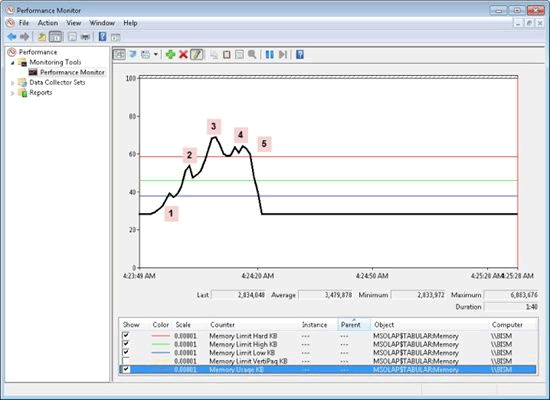 Performance Monitor
File Action View Window Help
Performance
Monitoring Tools
Performance Monitor
Data Collector Sets
Reports
100
80
60
40
20
0
1
2
3
4
5
4:23:49 AM 4:24:20 AM 4:24:50 AM 4:25:28 AM 4:25:28 AM
Last 2,834,048 Average 3,479,878 Minimum 2,833,972 Maximum 6,883,676
Duration 1:40
Show Color Scale Counter Instance Parent Object Computer
0.00001 Memory Limit Hard KB --- --- MSOLAP$TABULAR:Memory \\BISM
0.00001 Memory Limit High KB --- --- MSOLAP$TABULAR:Memory \\BISM
0.00001 Memory Limit Low KB --- --- MSOLAP$TABULAR:Memory \\BISM
0.00001 Memory Limit VertiPaq KB --- --- MSOLAP$TABULAR:Memory \\BISM
0.00001 Memory Usage KB --- --- MSOLAP$TABULAR:Memory \\BISM